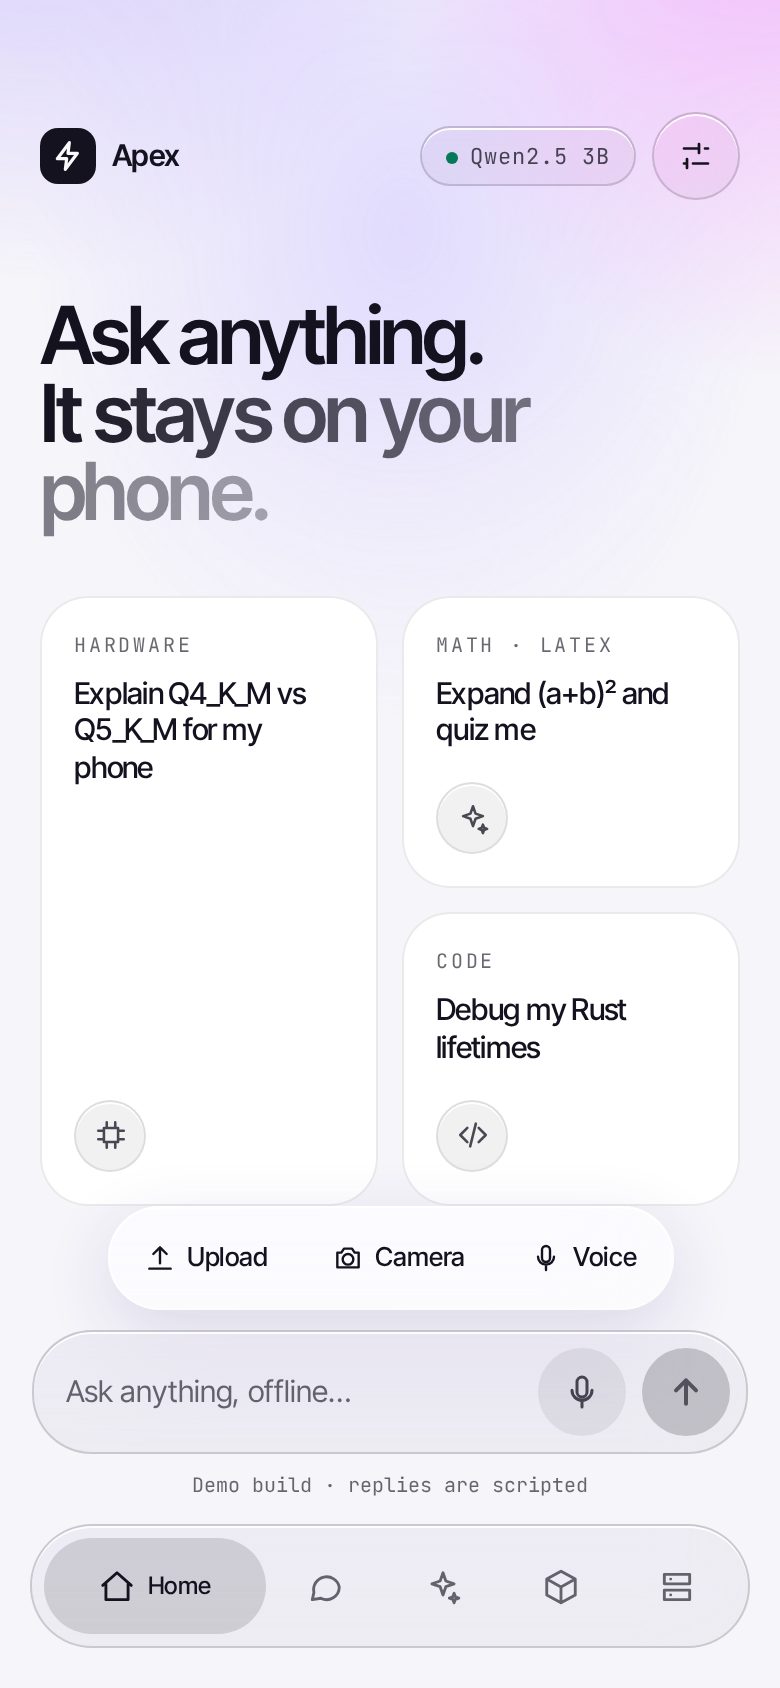 Apex
Qwen2.5 3B
Ask anything.
It stays on your
phone.
HARDWARE
Explain Q4_K_M vs
Q5_K_M for my
phone
MATH · LATEX
Expand (a+b)² and
quiz me
CODE
Debug my Rust
lifetimes
Upload
Camera
Voice
Ask anything, offline...
Demo build · replies are scripted
Home